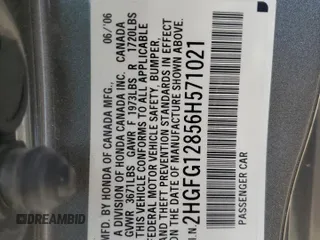 MFD. BY HONDA OF CANADA MFG., 06/'06
A DIVISION OF HONDA CANADA INC. CANADA
GVWR 3671LBS GAWR F 1973LBS R 1720LBS
THIS VEHICLE CONFORMS TO ALL APPLICABLE
FEDERAL MOTOR VEHICLE SAFETY, BUMPER,
AND THEFT PREVENTION STANDARDS IN EFFECT
ON THE DATE OF MANUFACTURE SHOWN ABOVE.
V.I.N. 2HGFG12856H571021
PASSENGER CAR
bidfax.info